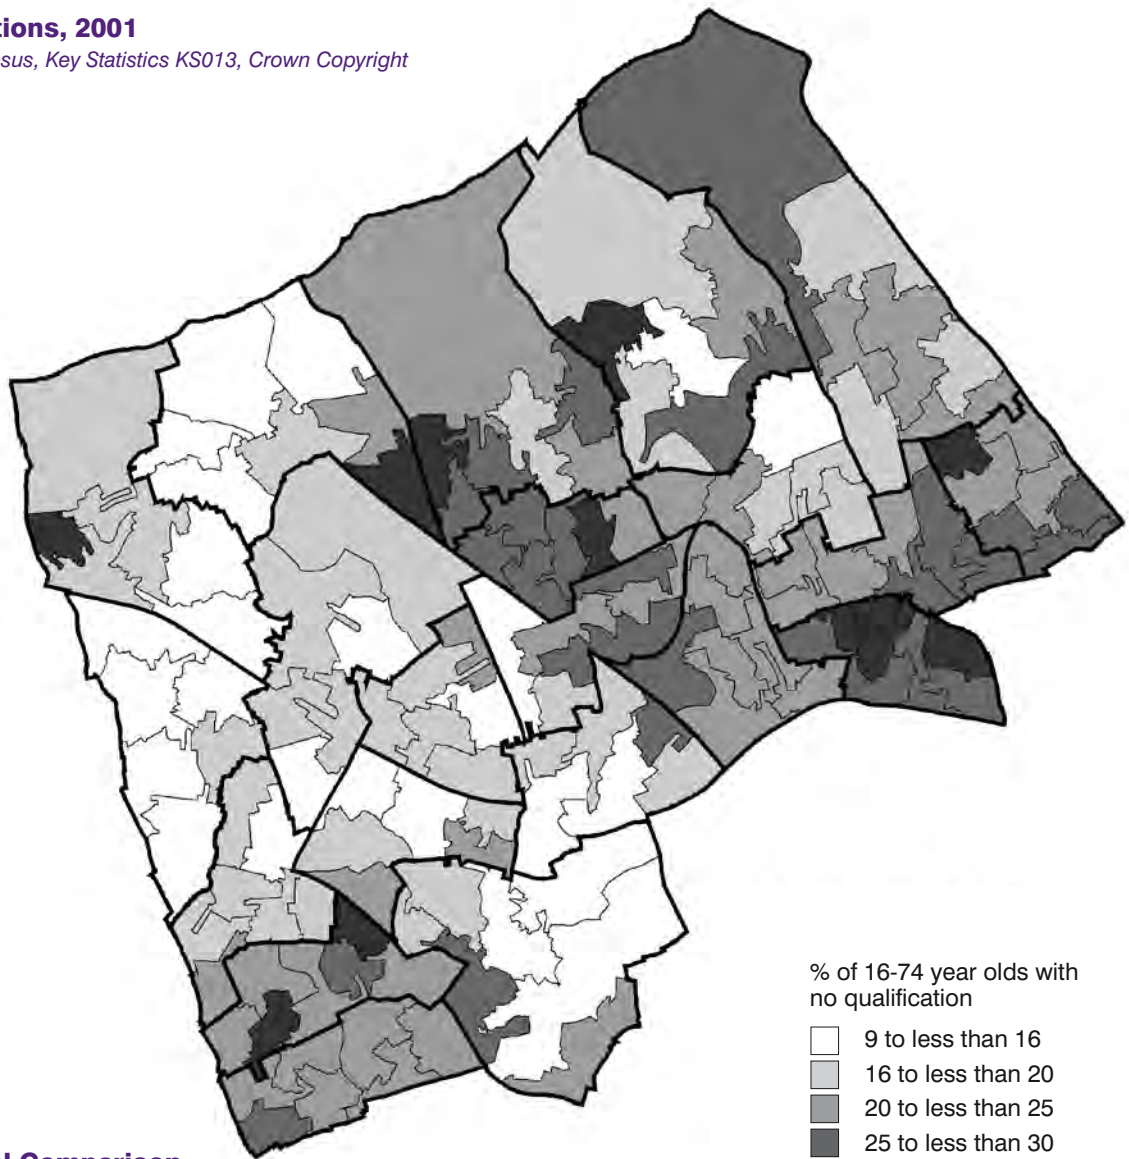 tions, 2001
sus, Key Statistics KS013, Crown Copyright
% of 16-74 year olds with
no qualification
9 to less than 16
16 to less than 20
20 to less than 25
25 to less than 30
l Comparison